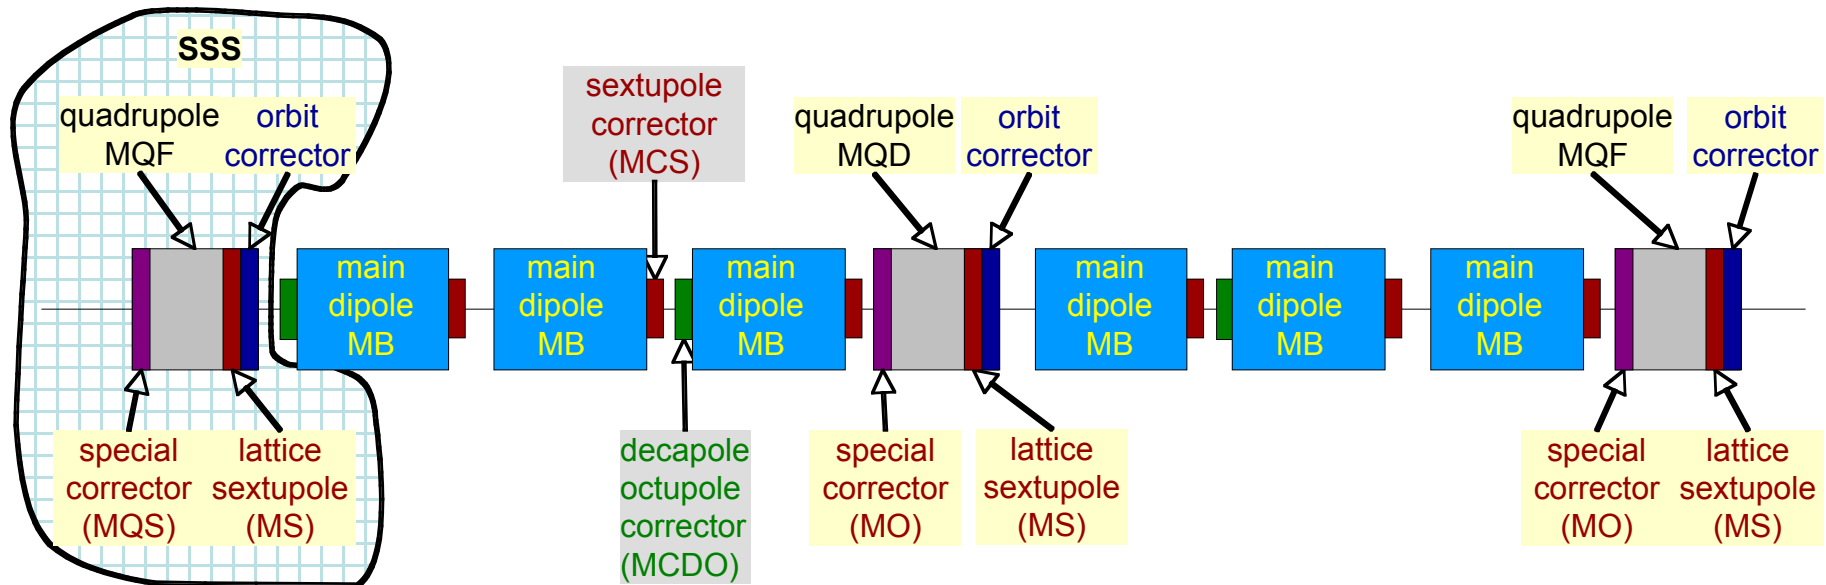 SSS
quadrupole
MQF
orbit
corrector
sextupole
corrector
(MCS)
quadrupole
MQD
orbit
corrector
quadrupole
MQF
orbit
corrector
main
dipole
MB
main
dipole
MB
main
dipole
MB
main
dipole
MB
main
dipole
MB
main
dipole
MB
special
corrector
(MQS)
lattice
sextupole
(MS)
decapole
octupole
corrector
(MCDO)
special
corrector
(MO)
lattice
sextupole
(MS)
special
corrector
(MO)
lattice
sextupole
(MS)